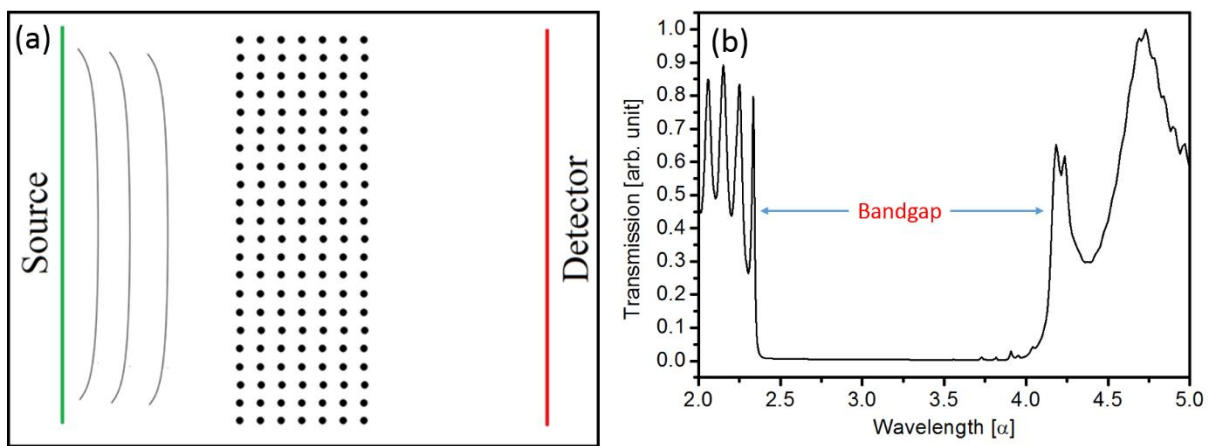 (a)
Source
Detector
(b)
Transmission [arb. unit]
1.0
0.9
0.8
0.7
0.6
0.5
0.4
0.3
0.2
0.1
0.0
Bandgap
2.0 2.5 3.0 3.5 4.0 4.5 5.0
Wavelength [α]